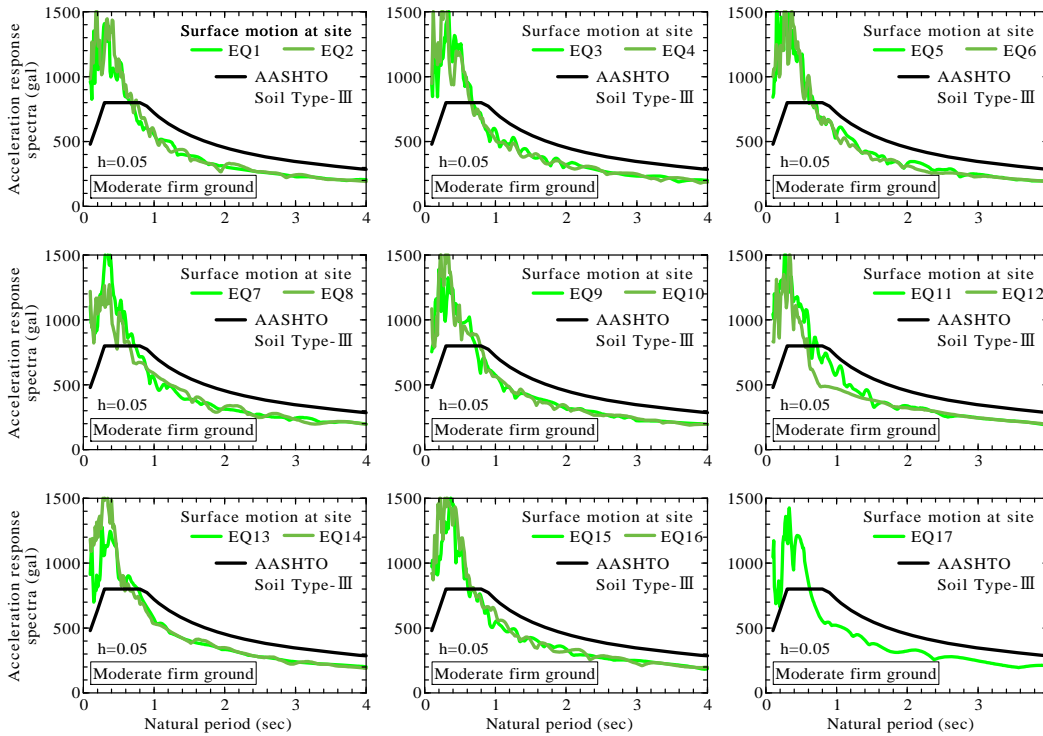 Acceleration response
spectra (gal)
1500
1000
500
0
Surface motion at site
EQ1 EQ2
AASHTO
Soil Type-Ⅲ
h=0.05
Moderate firm ground
0 1 2 3 4
1500
1000
500
0
Surface motion at site
EQ3 EQ4
AASHTO
Soil Type-Ⅲ
h=0.05
Moderate firm ground
0 1 2 3 4
1500
1000
500
0
Surface motion at site
EQ5 EQ6
AASHTO
Soil Type-Ⅲ
h=0.05
Moderate firm ground
0 1 2 3
Acceleration response
spectra (gal)
1500
1000
500
0
Surface motion at site
EQ7 EQ8
AASHTO
Soil Type-Ⅲ
h=0.05
Moderate firm ground
0 1 2 3 4
1500
1000
500
0
Surface motion at site
EQ9 EQ10
AASHTO
Soil Type-Ⅲ
h=0.05
Moderate firm ground
0 1 2 3 4
1500
1000
500
0
Surface motion at site
EQ11 EQ12
AASHTO
Soil Type-Ⅲ
h=0.05
Moderate firm ground
0 1 2 3
Acceleration response
spectra (gal)
1500
1000
500
0
Surface motion at site
EQ13 EQ14
AASHTO
Soil Type-Ⅲ
h=0.05
Moderate firm ground
0 1 2 3 4
Natural period (sec)
1500
1000
500
0
Surface motion at site
EQ15 EQ16
AASHTO
Soil Type-Ⅲ
h=0.05
Moderate firm ground
0 1 2 3 4
Natural period (sec)
1500
1000
500
0
Surface motion at site
EQ17
AASHTO
Soil Type-Ⅲ
h=0.05
Moderate firm ground
0 1 2 3
Natural period (sec)